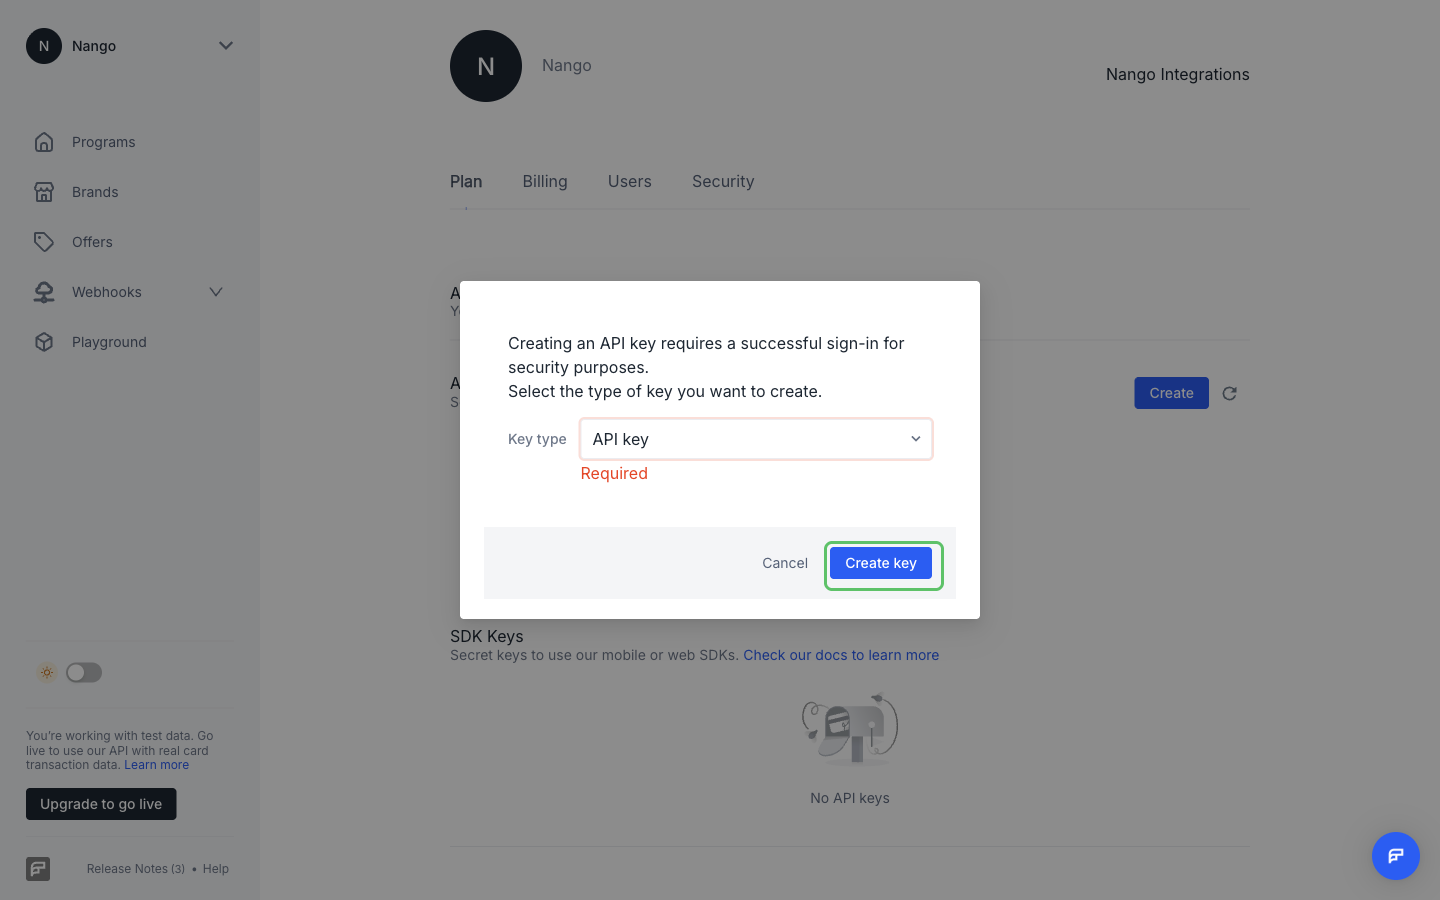 N
Nango
Programs
Brands
Offers
Webhooks
Playground
You're working with test data. Go
live to use our API with real card
transaction data. Learn more
Upgrade to go live
Release Notes (3) • Help
N
Nango
Nango Integrations
Plan
Billing
Users
Security
Create
Creating an API key requires a successful sign-in for
security purposes.
Select the type of key you want to create.
Key type
API key
Required
Cancel
Create key
SDK Keys
Secret keys to use our mobile or web SDKs. Check our docs to learn more
No API keys